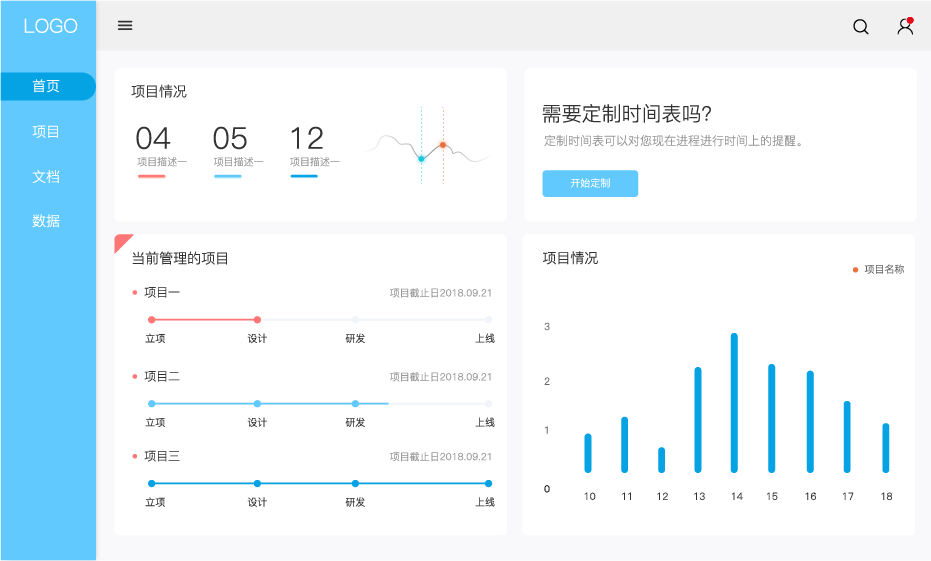 LOGO
首页
项目
文档
数据
项目情况
04 05 12
项目描述一 项目描述一 项目描述一
需要定制时间表吗?
定制时间表可以对您现在进程进行时间上的提醒。
开始定制
当前管理的项目
项目一 项目截止日2018.09.21
立项 设计 研发 上线
项目二 项目截止日2018.09.21
立项 设计 研发 上线
项目三 项目截止日2018.09.21
立项 设计 研发 上线
项目情况
项目名称
3
2
1
0
10 11 12 13 14 15 16 17 18